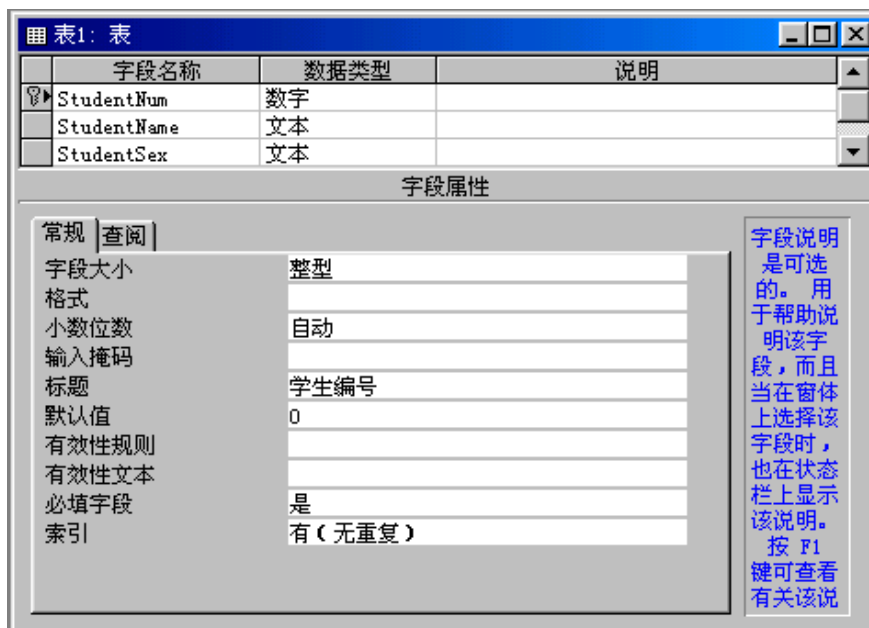 表1: 表
字段名称 数据类型 说明
StudentNum 数字
StudentName 文本
StudentSex 文本
字段属性
常规 查阅
字段大小 整型
格式
小数位数 自动
输入掩码
标题 学生编号
默认值 0
有效性规则
有效性文本
必填字段 是
索引 有(无重复)
字段说明
是可选
的。 用
于帮助说
明该字
段,而且
当在窗体
上选择该
字段时,
也在状态
栏上显示
该说明。
按 F1
键可查看
有关该说